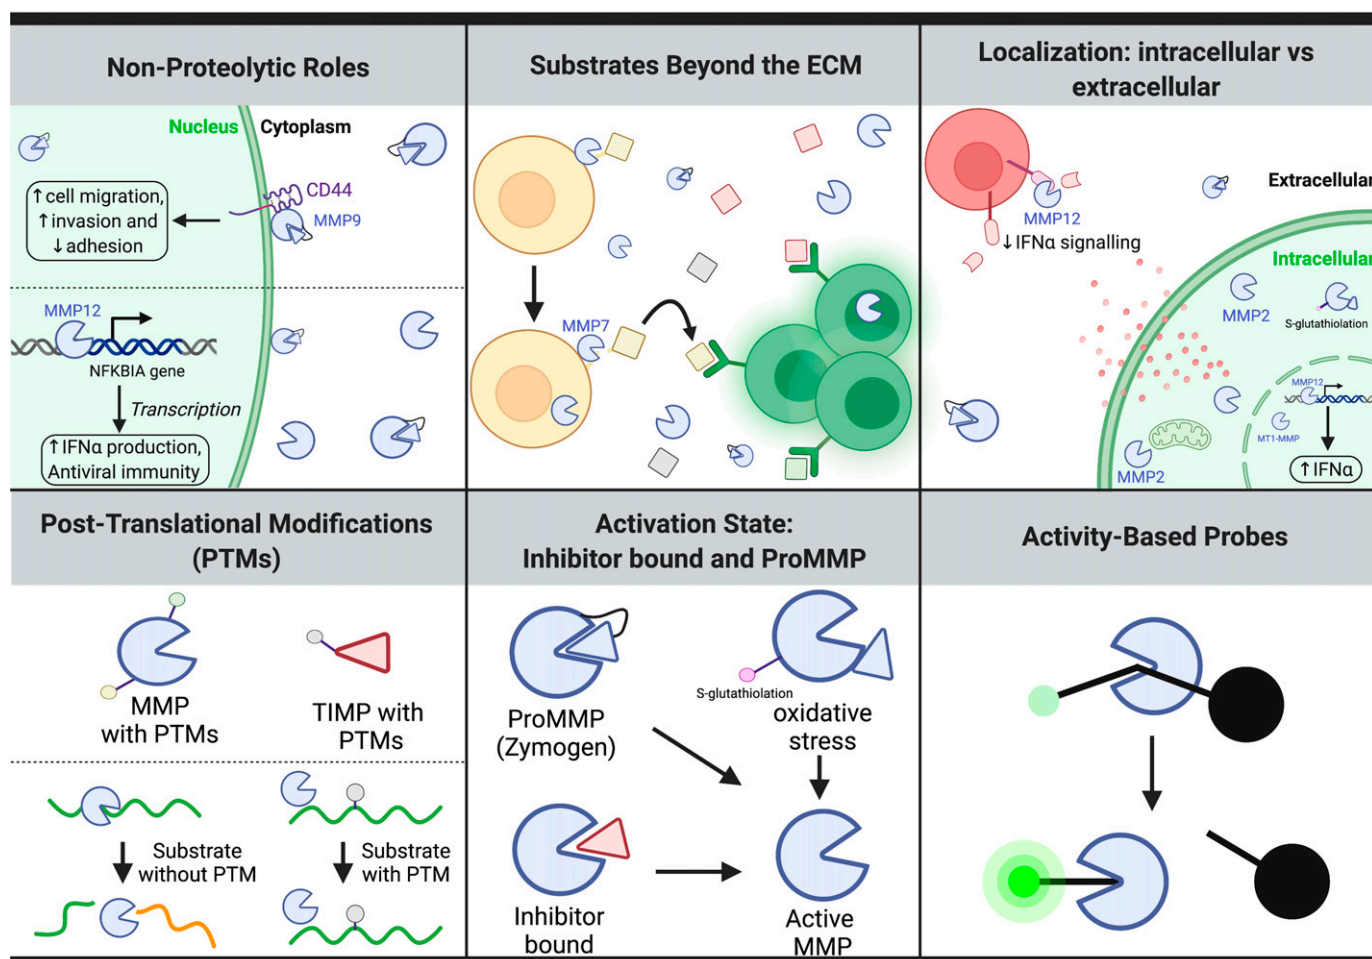 Non-Proteolytic Roles
Nucleus Cytoplasm
CD44
MMP9
↑cell migration,
↑invasion and
↓adhesion
MMP12
NFKBIA gene
Transcription
↑IFNα production,
Antiviral immunity
Substrates Beyond the ECM
MMP7
Localization: intracellular vs
extracellular
MMP12
↓IFNα signalling
Extracellular
Intracellular
MMP2
S-glutathiolation
MMP12
MT1-MMP
MMP2
↑IFNα
Post-Translational Modifications
(PTMs)
MMP
with PTMs
TIMP with
PTMs
Substrate
without PTM
Substrate
with PTM
Activation State:
Inhibitor bound and ProMMP
ProMMP
(Zymogen)
S-glutathiolation
oxidative
stress
Inhibitor
bound
Active
MMP
Activity-Based Probes